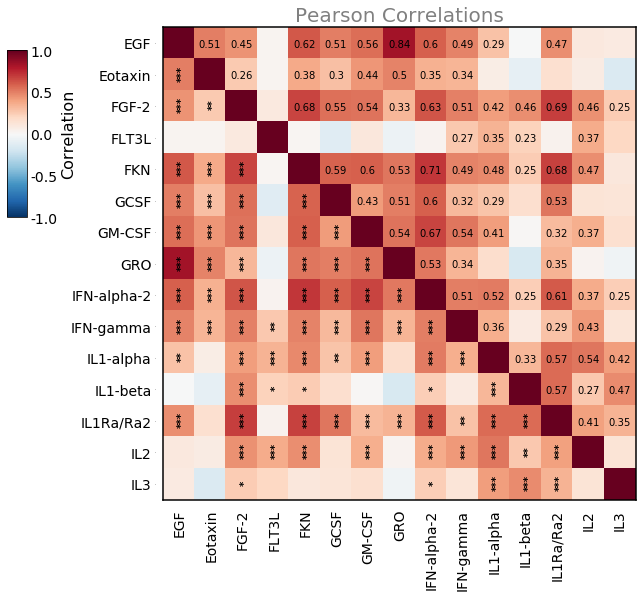 Pearson Correlations
1.0
0.5
0.0
-0.5
-1.0
Correlation
EGF 0.51 0.45 0.62 0.51 0.56 0.84 0.6 0.49 0.29 0.47
Eotaxin *** 0.26 0.38 0.3 0.44 0.5 0.35 0.34
FGF-2 *** ** 0.68 0.55 0.54 0.33 0.63 0.51 0.42 0.46 0.69 0.46 0.25
FLT3L 0.27 0.35 0.23 0.37
FKN *** *** *** 0.59 0.6 0.53 0.71 0.49 0.48 0.25 0.68 0.47
GCSF *** *** *** *** 0.43 0.51 0.6 0.32 0.29 0.53
GM-CSF *** *** *** *** *** 0.54 0.67 0.54 0.41 0.32 0.37
GRO *** *** *** *** *** *** 0.53 0.34 0.35
IFN-alpha-2 *** *** *** *** *** *** *** 0.51 0.52 0.25 0.61 0.37 0.25
IFN-gamma *** *** *** ** *** *** *** *** *** 0.36 0.29 0.43
IL1-alpha ** *** *** *** ** *** *** *** 0.33 0.57 0.54 0.42
IL1-beta *** * * * *** 0.57 0.27 0.47
IL1Ra/Ra2 *** *** *** *** *** *** *** ** *** *** 0.41 0.35
IL2 *** *** *** *** *** *** *** ** ***
IL3 * * *** *** ***
EGF
Eotaxin
FGF-2
FLT3L
FKN
GCSF
GM-CSF
GRO
IFN-alpha-2
IFN-gamma
IL1-alpha
IL1-beta
IL1Ra/Ra2
IL2
IL3